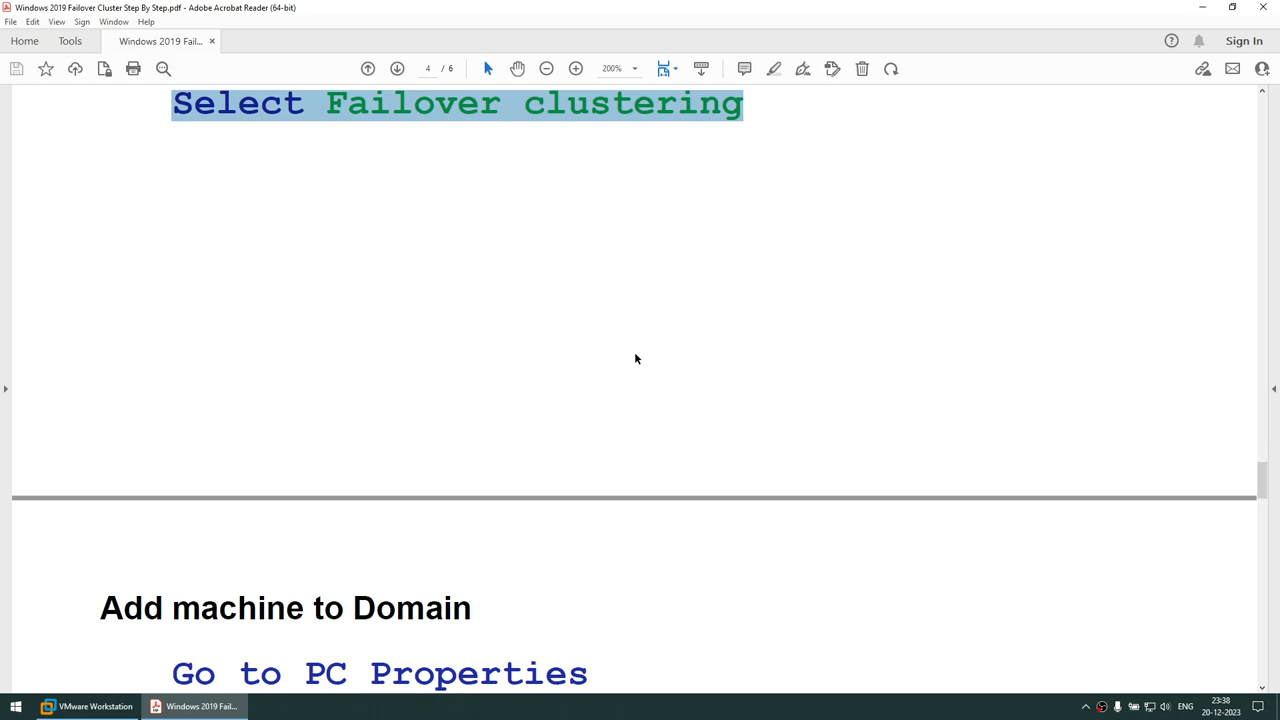 Windows 2019 Failover Cluster Step By Step.pdf - Adobe Acrobat Reader (64-bit)
File Edit View Sign Window Help
Home Tools Windows 2019 Fail... × Sign In
4 / 6 200%
Select Failover clustering
Add machine to Domain
Go to PC Properties
VMware Workstation Windows 2019 Fail... ENG 23:38
20-12-2023